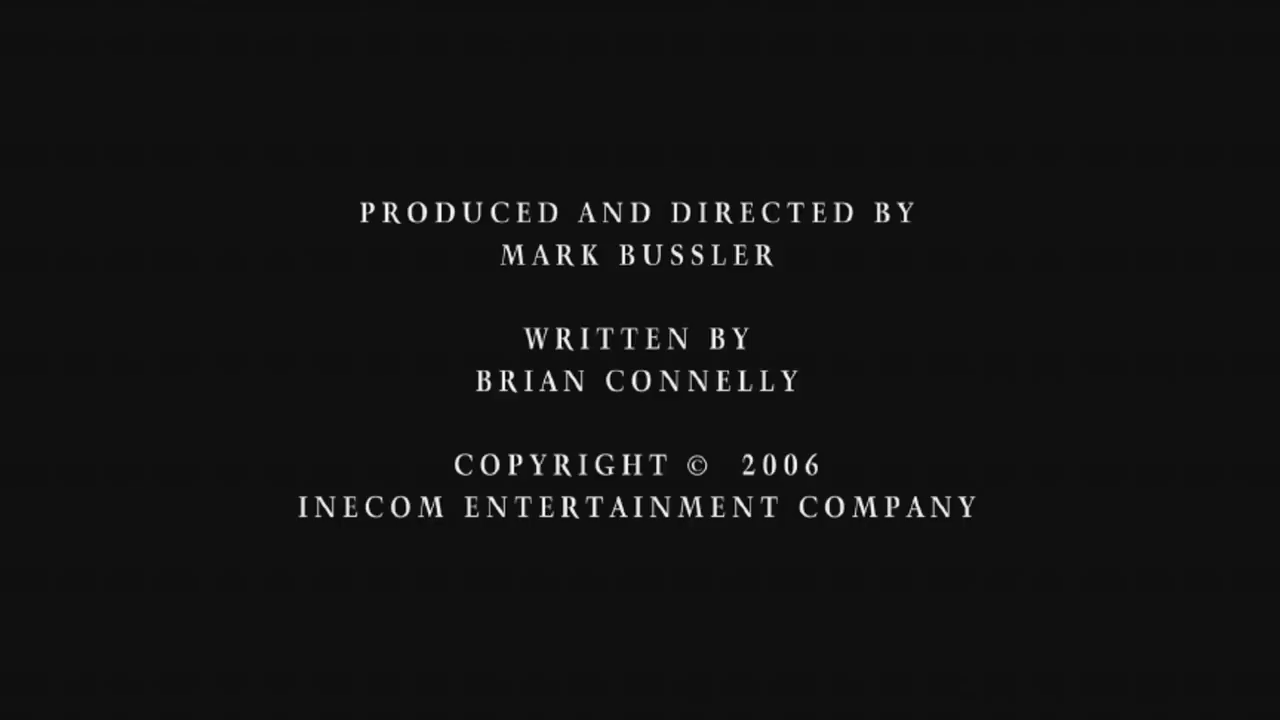 PRODUCED AND DIRECTED BY
MARK BUSSLER
WRITTEN BY
BRIAN CONNELLY
COPYRIGHT © 2006
INECOM ENTERTAINMENT COMPANY